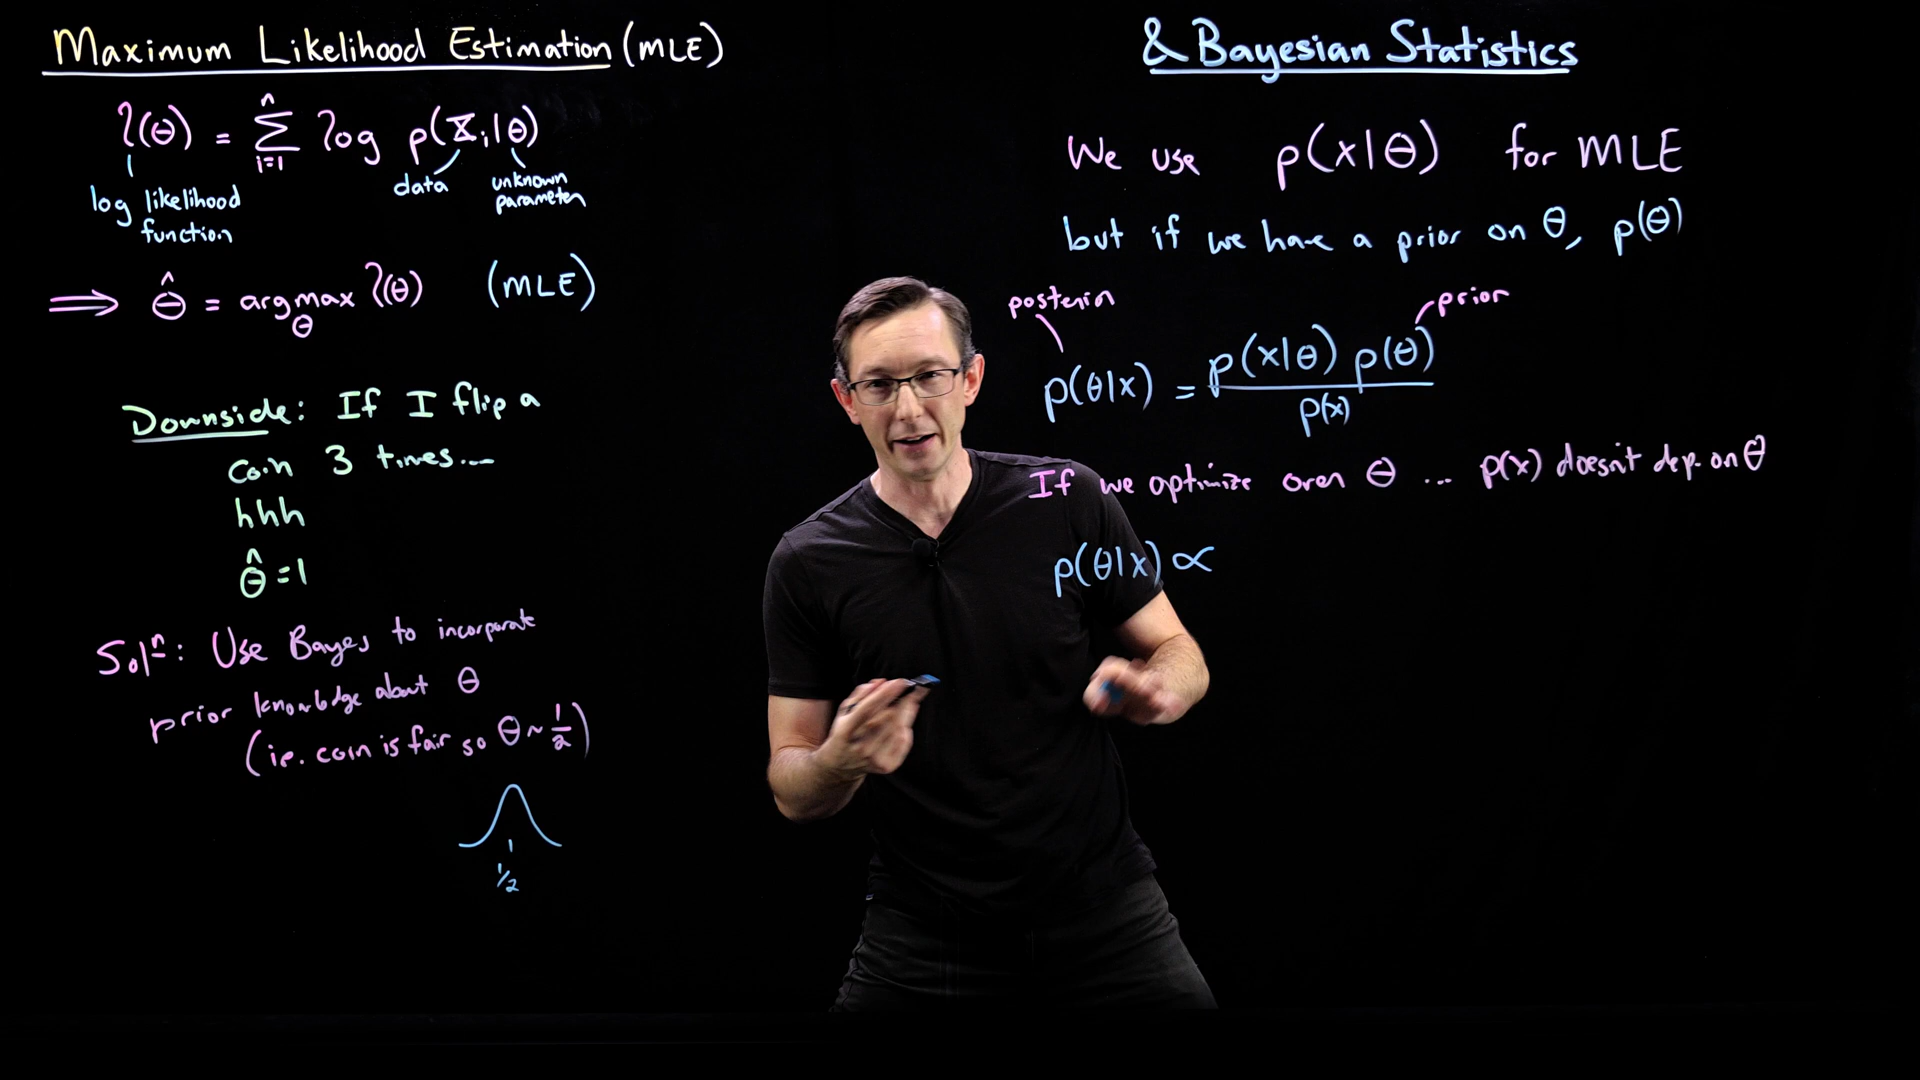 Maximum Likelihood Estimation (MLE)
l(θ) = Σ_{i=1}^{n} log p(X_i|θ)
log likelihood function
data
unknown parameter
⟹ θ̂ = argmax_θ l(θ) (MLE)
Downside: If I flip a
coin 3 times...
hhh
θ̂ = 1
Solⁿ: Use Bayes to incorporate
prior knowledge about θ
(ie. coin is fair so θ ~ 1/2)
1/2
& Bayesian Statistics
We use p(x|θ) for MLE
but if we have a prior on θ, p(θ)
posterior
prior
p(θ|x) = p(x|θ) p(θ) / p(x)
If we optimize over θ ... p(x) doesn't dep. on θ
p(θ|x) ∝